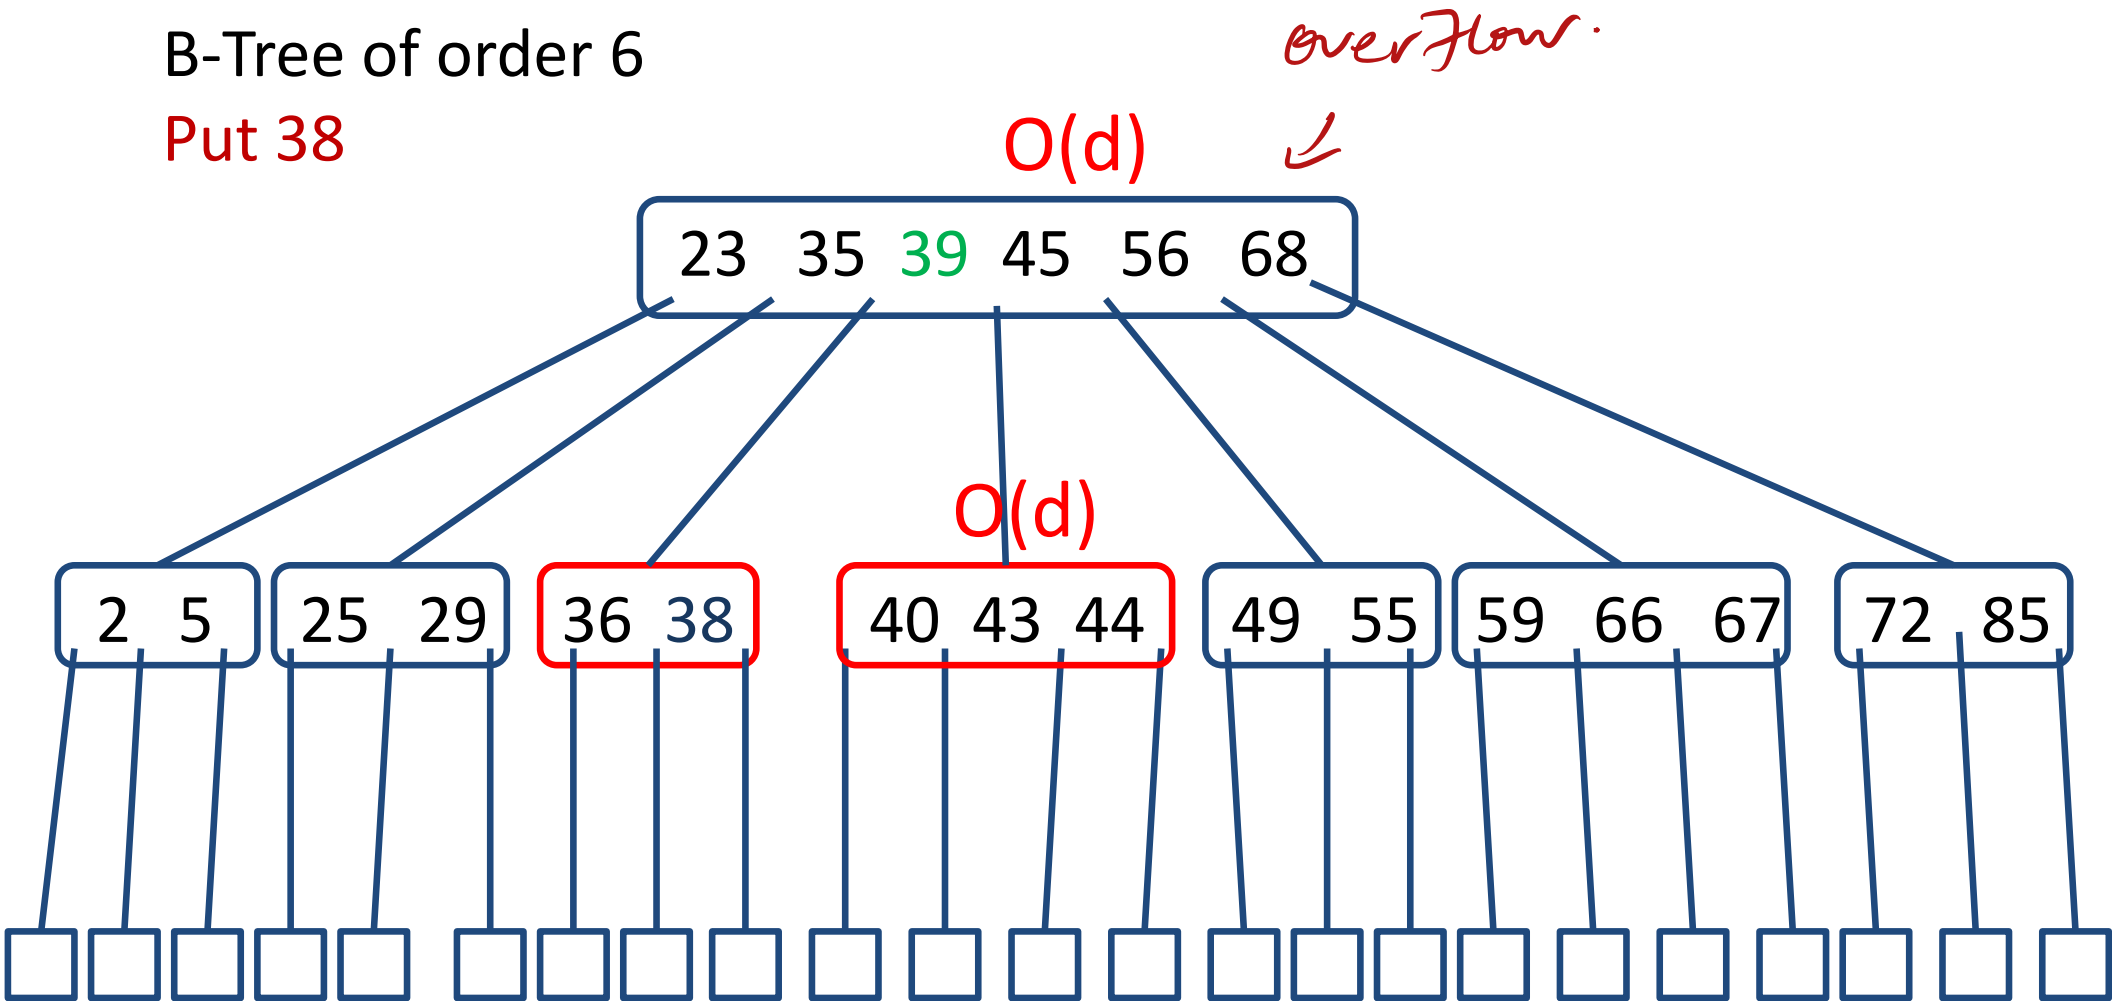 B-Tree of order 6
overflow.
Put 38
O(d)
23 35 39 45 56 68
O(d)
2 5 25 29 36 38 40 43 44 49 55 59 66 67 72 85